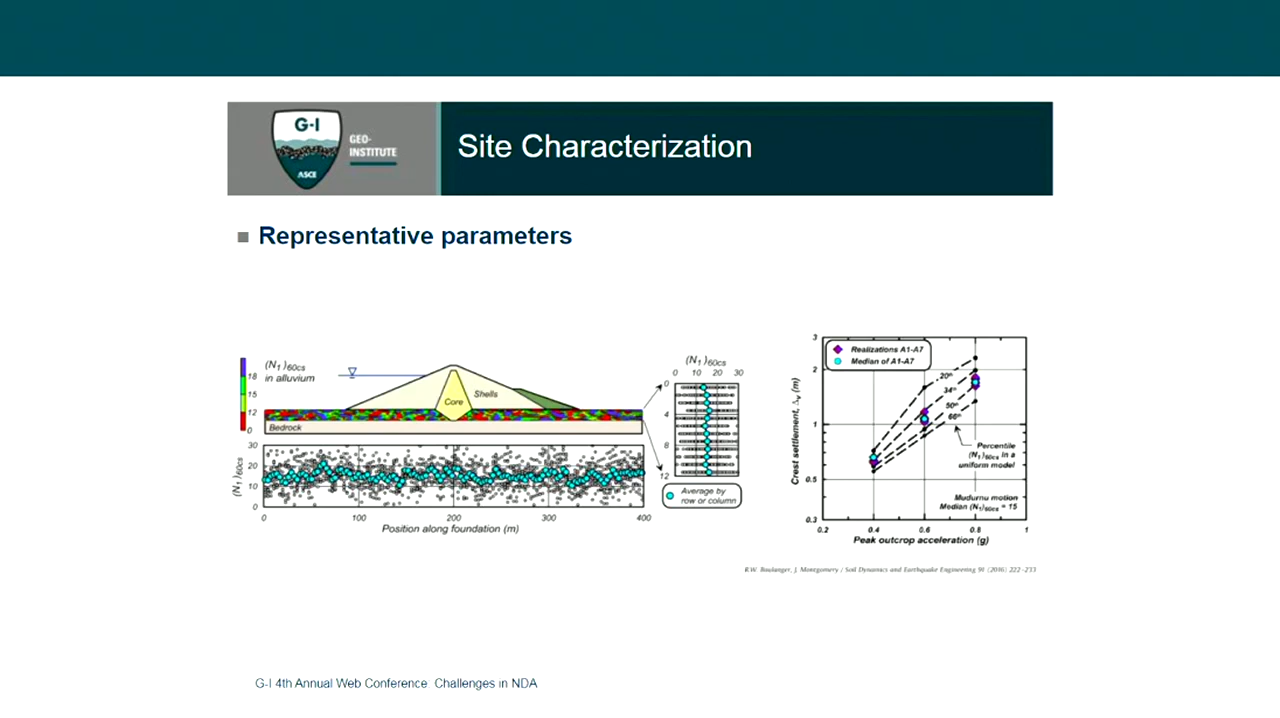 G-I
GEO-
INSTITUTE
ASCE
Site Characterization
Representative parameters
(N1)60cs
in alluvium
18
15
12
0
Core
Shells
Bedrock
30
20
10
0
(N1)60cs
0
100
200
300
400
Position along foundation (m)
(N1)60cs
0 10 20 30
0
4
8
12
Average by
row or column
Realizations A1-A7
Median of A1-A7
3
2
1
0.5
0.3
Crest settlement, Δv (m)
20th
34th
50th
66th
Percentile
(N1)60cs in a
uniform model
Mudurnu motion
Median (N1)60cs = 15
0.2 0.4 0.6 0.8 1
Peak outcrop acceleration (g)
R.W. Boulanger, J. Montgomery / Soil Dynamics and Earthquake Engineering 91 (2016) 222–233
G-I 4th Annual Web Conference: Challenges in NDA